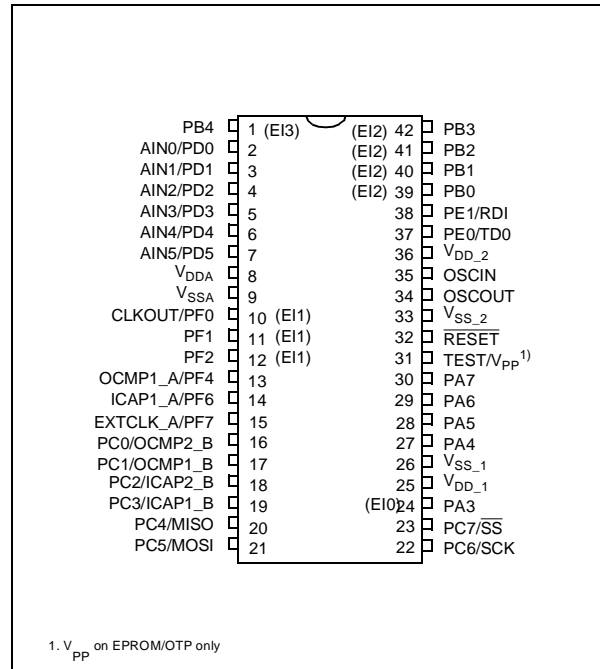 PB4 1 (EI3) (EI2) 42 PB3
AIN0/PD0 2 (EI2) 41 PB2
AIN1/PD1 3 (EI2) 40 PB1
AIN2/PD2 4 (EI2) 39 PB0
AIN3/PD3 5 38 PE1/RDI
AIN4/PD4 6 37 PE0/TD0
AIN5/PD5 7 36 VDD_2
VDDA 8 35 OSCIN
VSSA 9 34 OSCOUT
CLKOUT/PF0 10 (EI1) 33 VSS_2
PF1 11 (EI1) 32 RESET
PF2 12 (EI1) 31 TEST/VPP1)
OCMP1_A/PF4 13 30 PA7
ICAP1_A/PF6 14 29 PA6
EXTCLK_A/PF7 15 28 PA5
PC0/OCMP2_B 16 27 PA4
PC1/OCMP1_B 17 26 VSS_1
PC2/ICAP2_B 18 25 VDD_1
PC3/ICAP1_B 19 (EI0) 24 PA3
PC4/MISO 20 23 PC7/SS
PC5/MOSI 21 22 PC6/SCK
1. VPP on EPROM/OTP only